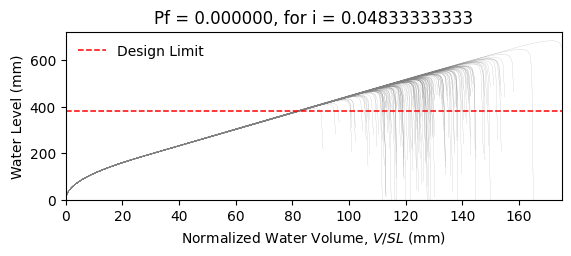 Pf = 0.000000, for i = 0.04833333333
Design Limit
Water Level (mm)
600
400
200
0
0 20 40 60 80 100 120 140 160
Normalized Water Volume, V/SL (mm)